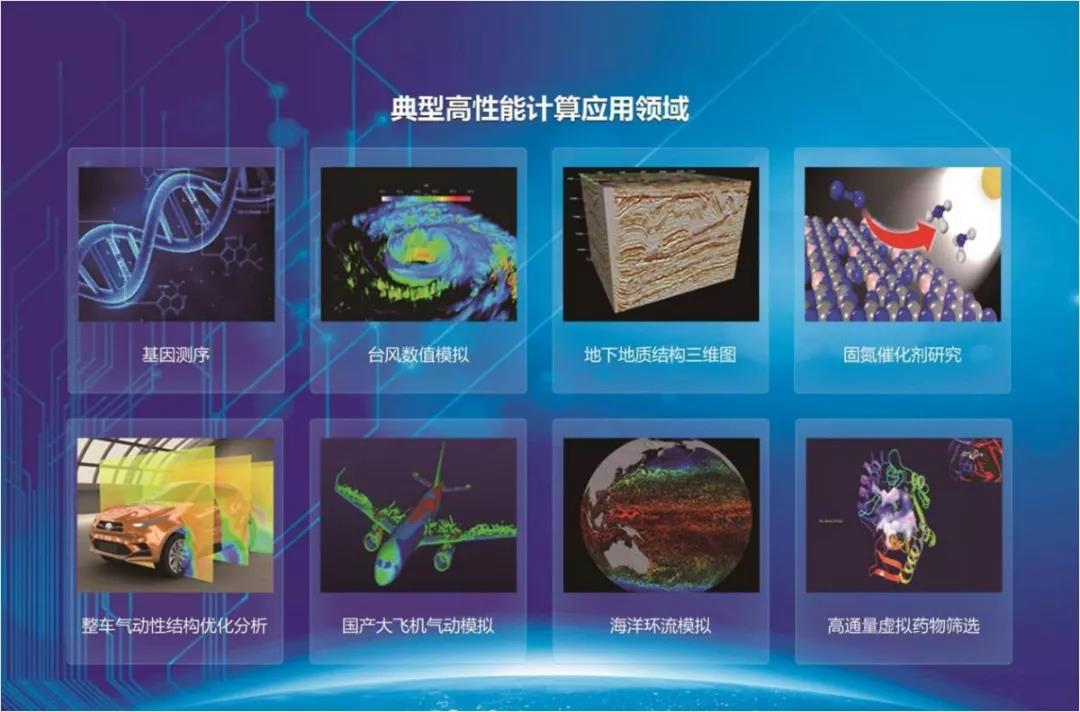 典型高性能计算应用领域
基因测序
台风数值模拟
地下地质结构三维图
固氮催化剂研究
整车气动性结构优化分析
国产大飞机气动模拟
海洋环流模拟
高通量虚拟药物筛选